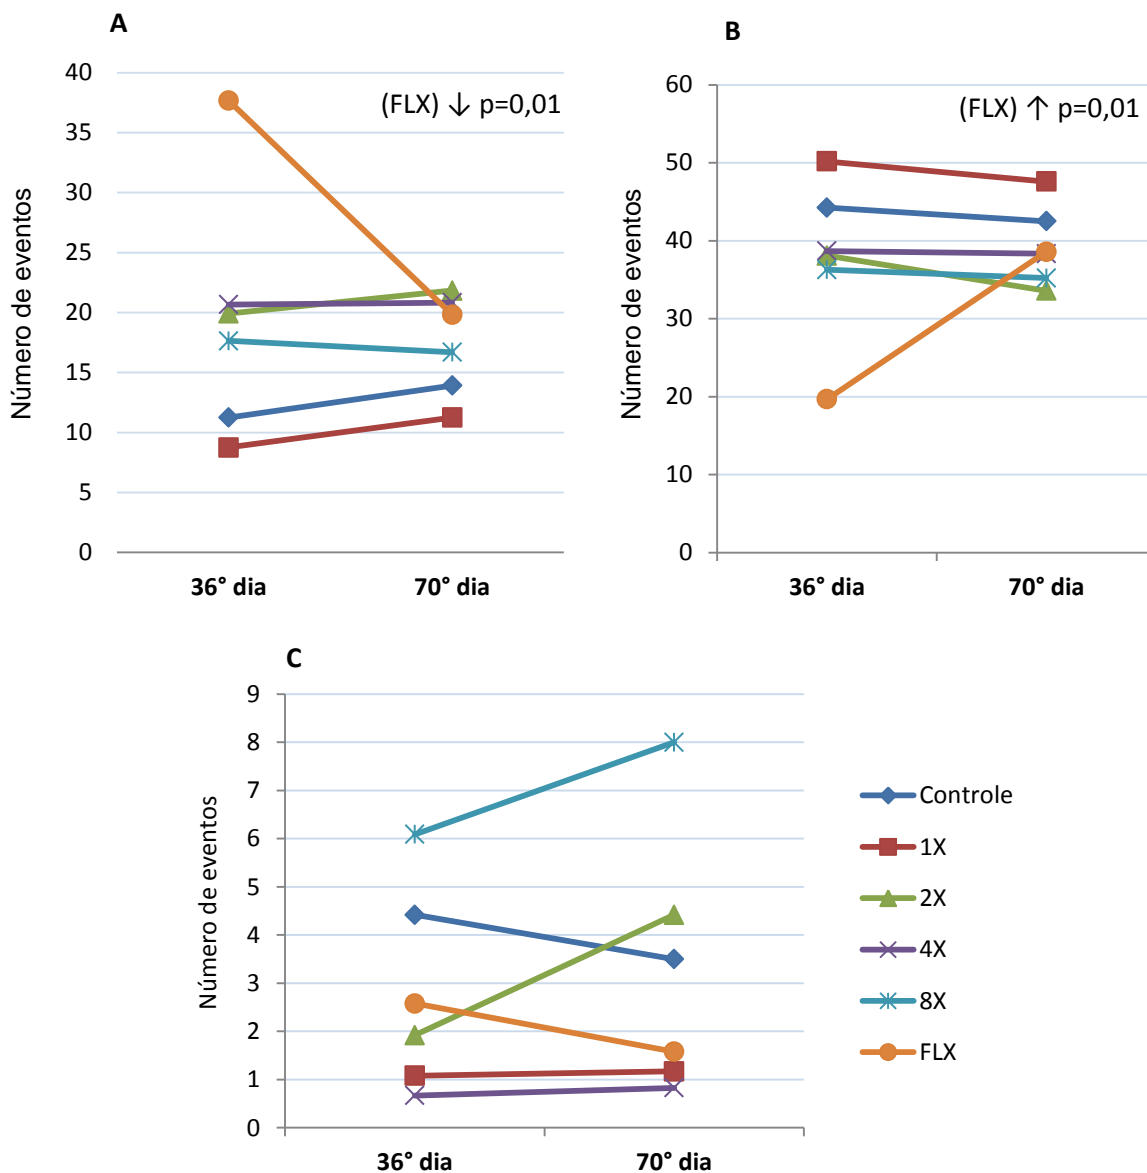 A
40
35
30
25
20
15
10
5
0
Número de eventos
(FLX) ↓ p=0,01
36° dia
70° dia
B
60
50
40
30
20
10
0
Número de eventos
(FLX) ↑ p=0,01
36° dia
70° dia
C
9
8
7
6
5
4
3
2
1
0
Número de eventos
36° dia
70° dia
Controle
1X
2X
4X
8X
FLX